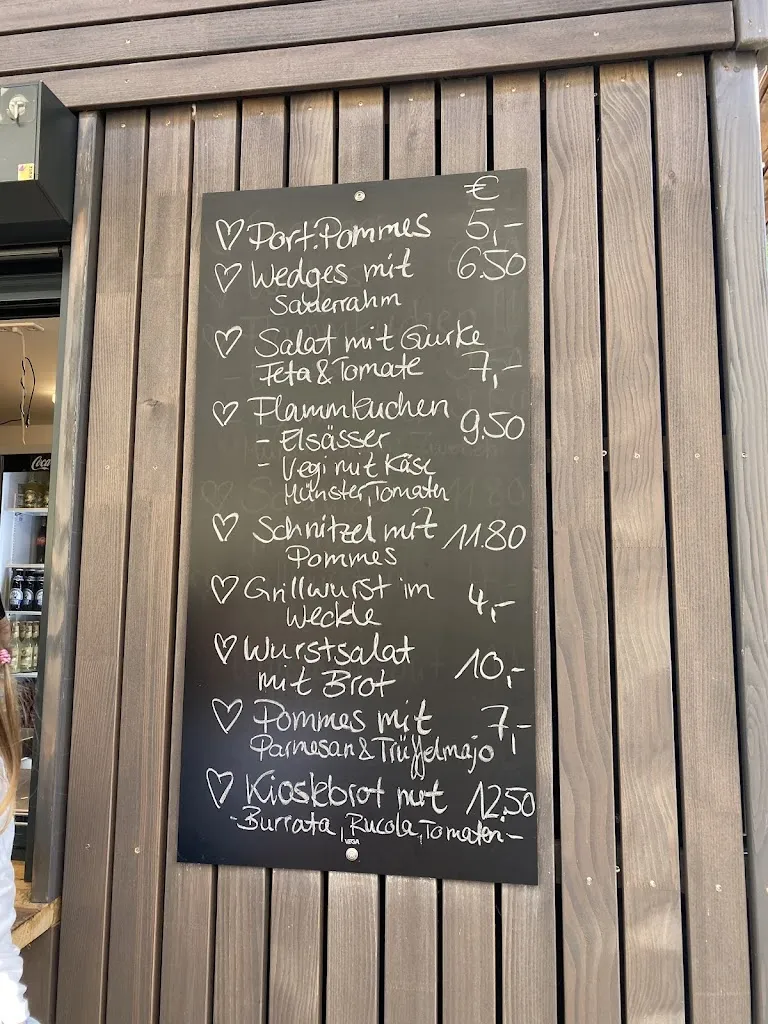 €
♡ Port. Pommes 5,-
♡ Wedges mit 6.50
Sauerrahm
♡ Salat mit Gurke
Feta & Tomate 7,-
♡ Flammkuchen 9.50
- Elsässer
- Vegi mit Käse
Münster, Tomaten
♡ Schnitzel mit 11.80
Pommes
♡ Grillwurst im 4,-
Weckle
♡ Wurstsalat 10,-
mit Brot
♡ Pommes mit 7,-
Parmesan & Trüffelmajo
♡ Kioskbrot mit 12.50
- Burrata, Rucola, Tomaten -
VEGA
Coca